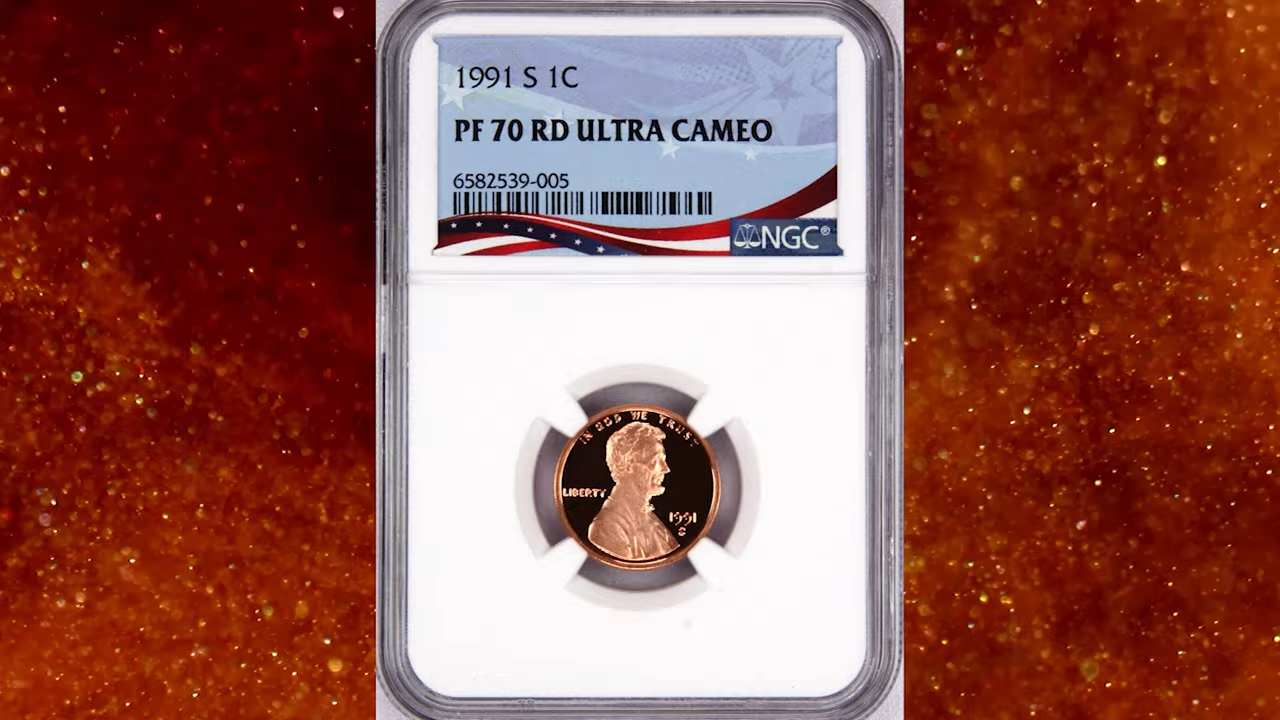 1991 S 1C
PF 70 RD ULTRA CAMEO
6582539-005
NGC®
IN GOD WE TRUST
LIBERTY
1991
S